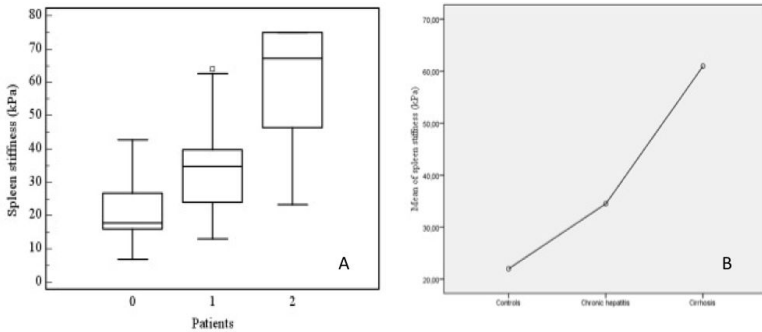 Spleen stiffness (kPa)
80
70
60
50
40
30
20
10
0
0 1 2
Patients
A
Mean of spleen stiffness (kPa)
70,00
60,00
50,00
40,00
30,00
20,00
Controls Chronic hepatitis Cirrhosis
B